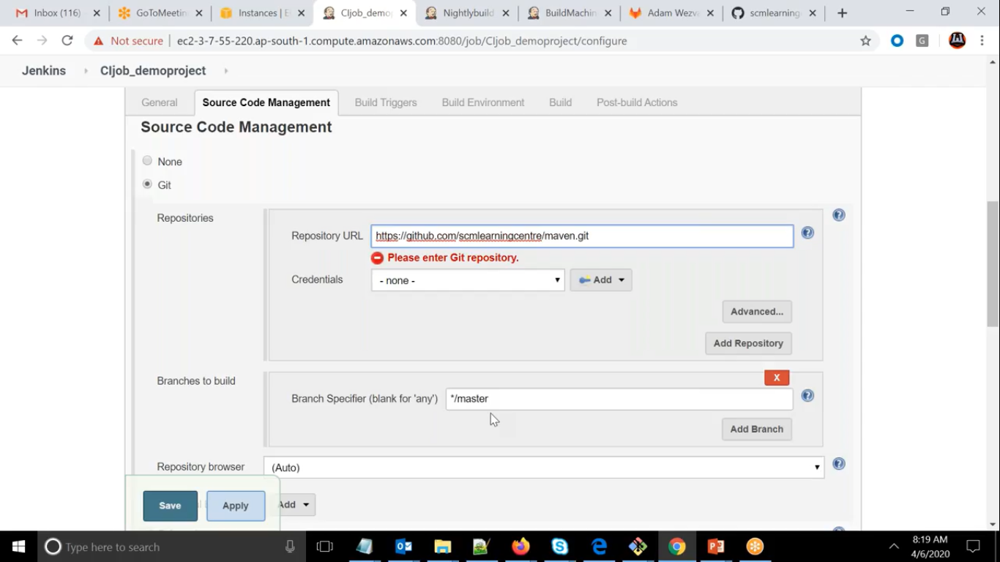 Inbox (116) GoToMeetin Instances | E CIjob_demo Nightlybuild BuildMachin Adam Wezva scmlearning
Not secure | ec2-3-7-55-220.ap-south-1.compute.amazonaws.com:8080/job/CIjob_demoproject/configure
Jenkins CIjob_demoproject
General Source Code Management Build Triggers Build Environment Build Post-build Actions
Source Code Management
None
Git
Repositories
Repository URL https://github.com/scmlearningcentre/maven.git
Please enter Git repository.
Credentials - none - Add
Advanced...
Add Repository
Branches to build
X
Branch Specifier (blank for 'any') */master
Add Branch
Repository browser (Auto)
Save Apply Add
Type here to search
8:19 AM
4/6/2020